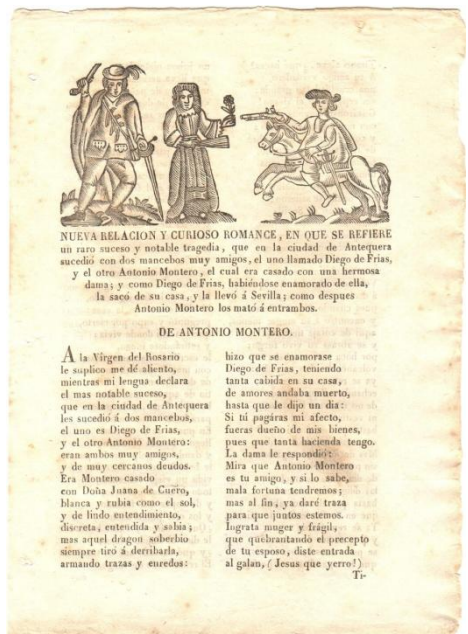 NUEVA RELACION Y CURIOSO ROMANCE, EN QUE SE REFIERE
un raro suceso y notable tragedia, que en la ciudad de Antequera
sucedió con dos mancebos muy amigos, el uno llamado Diego de Frias,
y el otro Antonio Montero, el cual era casado con una hermosa
dama; y como Diego de Frias, habiéndose enamorado de ella,
la sacó de su casa, y la llevó á Sevilla; como despues
Antonio Montero los mató á entrambos.
DE ANTONIO MONTERO.
A la Vírgen del Rosario
le suplico me dé aliento,
mientras mi lengua declara
el mas notable suceso,
que en la ciudad de Antequera
les sucedió á dos mancebos,
el uno es Diego de Frias,
y el otro Antonio Montero:
eran ambos muy amigos,
y de muy cercanos deudos.
Era Montero casado
con Doña Juana de Cuero,
blanca y rubia como el sol,
y de lindo entendimiento,
discreta, entendida y sabia;
mas aquel dragon soberbio
siempre tiró á derribarla,
armando trazas y enredos:
hizo que se enamorase
Diego de Frias, teniendo
tanta cabida en su casa,
de amores andaba muerto,
hasta que le dijo un dia:
Si tú pagáras mi afecto,
fueras dueño de mis bienes,
pues que tanta hacienda tengo.
La dama le respondió:
Mira que Antonio Montero
es tu amigo, y si lo sabe,
mala fortuna tendremos;
mas al fin, ya daré traza
para que juntos estemos.
Ingrata muger y frágil,
que quebrantando el precepto
de tu esposo, diste entrada
al galan, (Jesus que yerro!)
Ti-